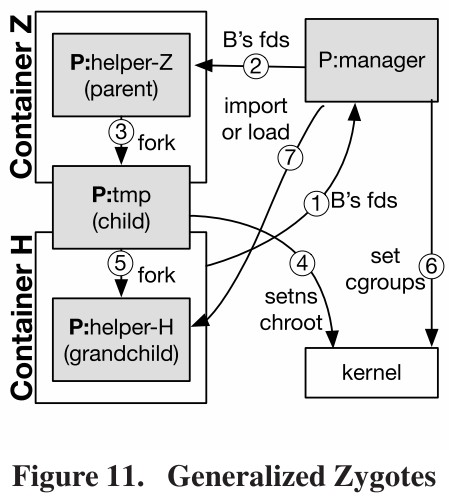 Container Z
P:helper-Z
(parent)
B's fds
2
P:manager
3
fork
import
or load
7
P:tmp
(child)
1
B's fds
Container H
5
fork
4
setns
chroot
set
cgroups
6
P:helper-H
(grandchild)
kernel
Figure 11. Generalized Zygotes